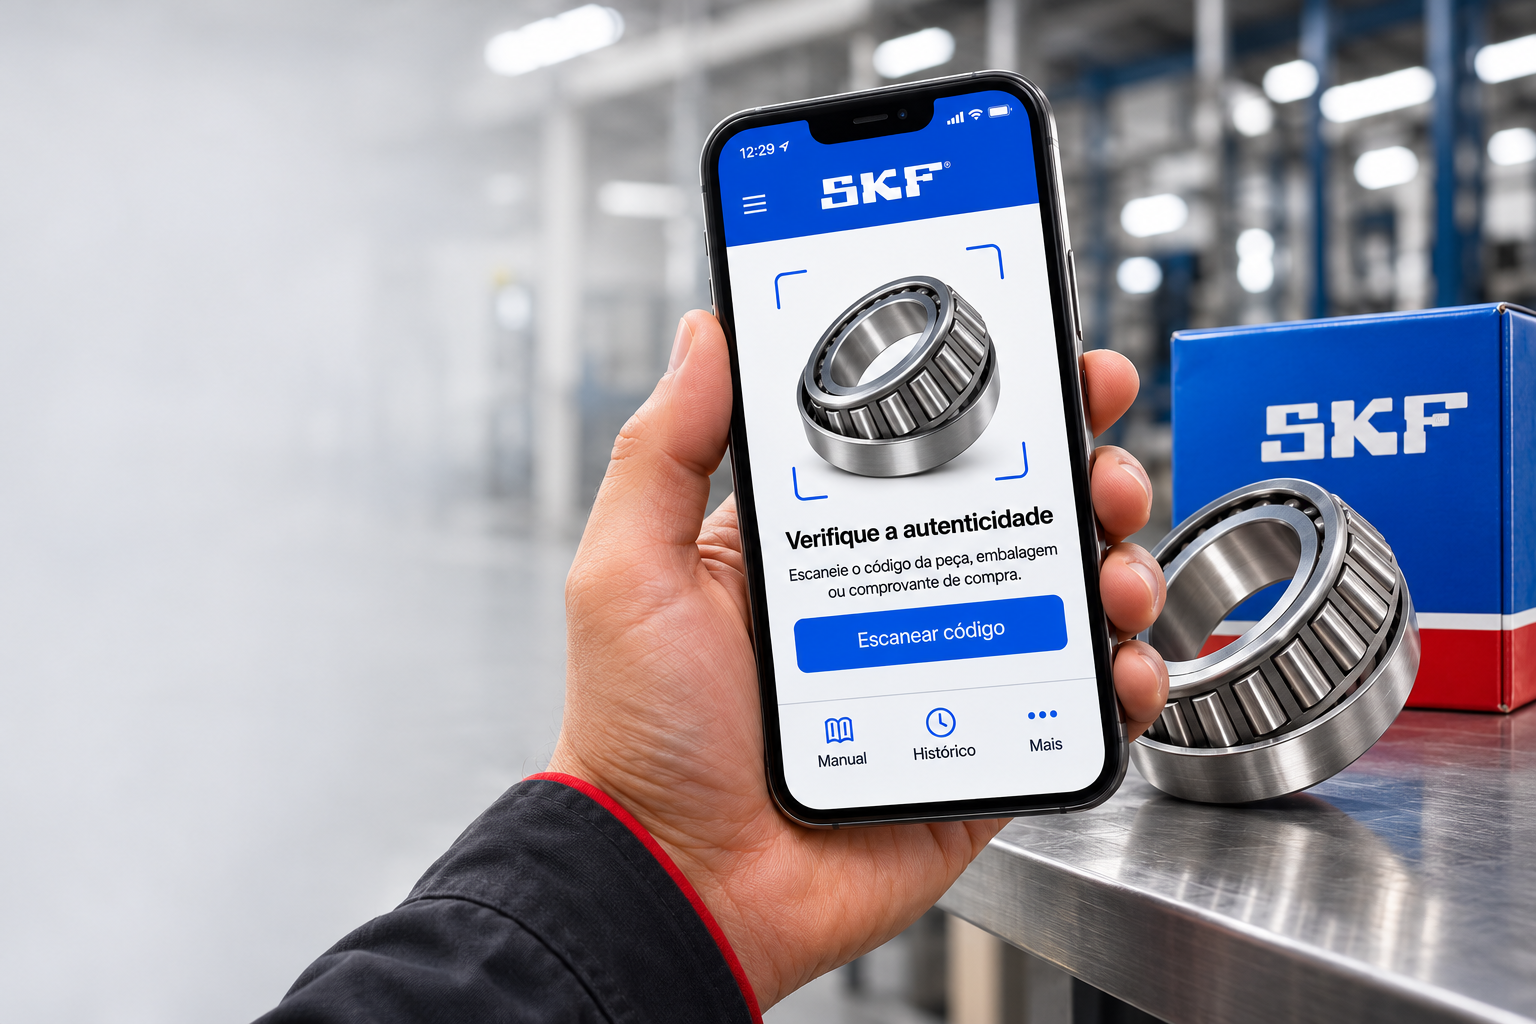 12:29
SKF®
Verifique a autenticidade
Escaneie o código da peça, embalagem
ou comprovante de compra.
Escanear código
Manual
Histórico
Mais
SKF